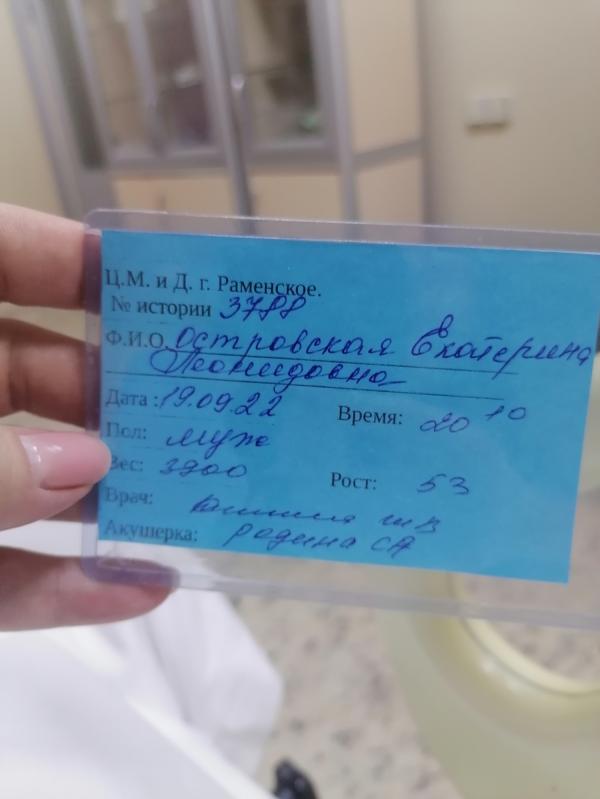 Ц.М. и Д. г. Раменское.
№ истории 3788
Ф.И.О. Островская Екатерина
Леонидовна
Дата : 19.09.22 Время: 20 10
Пол: муж
Вес: 3900 Рост: 53
Врач:
Акушерка: Родина СА